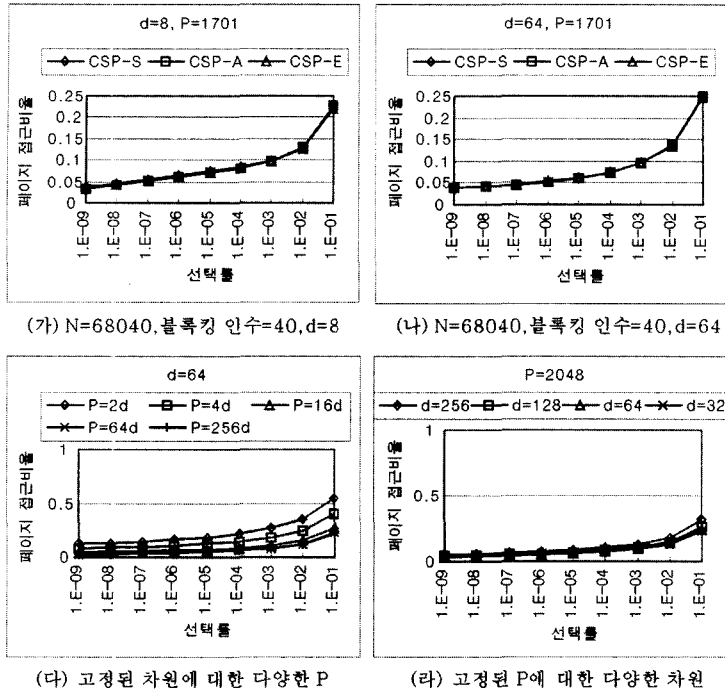 d=8, P=1701
CSP-S CSP-A CSP-E
페이지 접근비율
0.25
0.2
0.15
0.1
0.05
0
1.E-09 1.E-08 1.E-07 1.E-06 1.E-05 1.E-04 1.E-03 1.E-02 1.E-01
선택률
(가) N=68040,블록킹 인수=40,d=8
d=64, P=1701
CSP-S CSP-A CSP-E
페이지 접근비율
0.25
0.2
0.15
0.1
0.05
0
1.E-09 1.E-08 1.E-07 1.E-06 1.E-05 1.E-04 1.E-03 1.E-02 1.E-01
선택률
(나) N=68040,블록킹 인수=40,d=64
d=64
P=2d P=4d P=16d
P=64d P=256d
페이지 접근비율
1
0.5
0
1.E-09 1.E-08 1.E-07 1.E-06 1.E-05 1.E-04 1.E-03 1.E-02 1.E-01
선택률
(다) 고정된 차원에 대한 다양한 P
P=2048
d=256 d=128 d=64 d=32
페이지 접근비율
1
0.5
0
1.E-09 1.E-08 1.E-07 1.E-06 1.E-05 1.E-04 1.E-03 1.E-02 1.E-01
선택률
(라) 고정된 P에 대한 다양한 차원